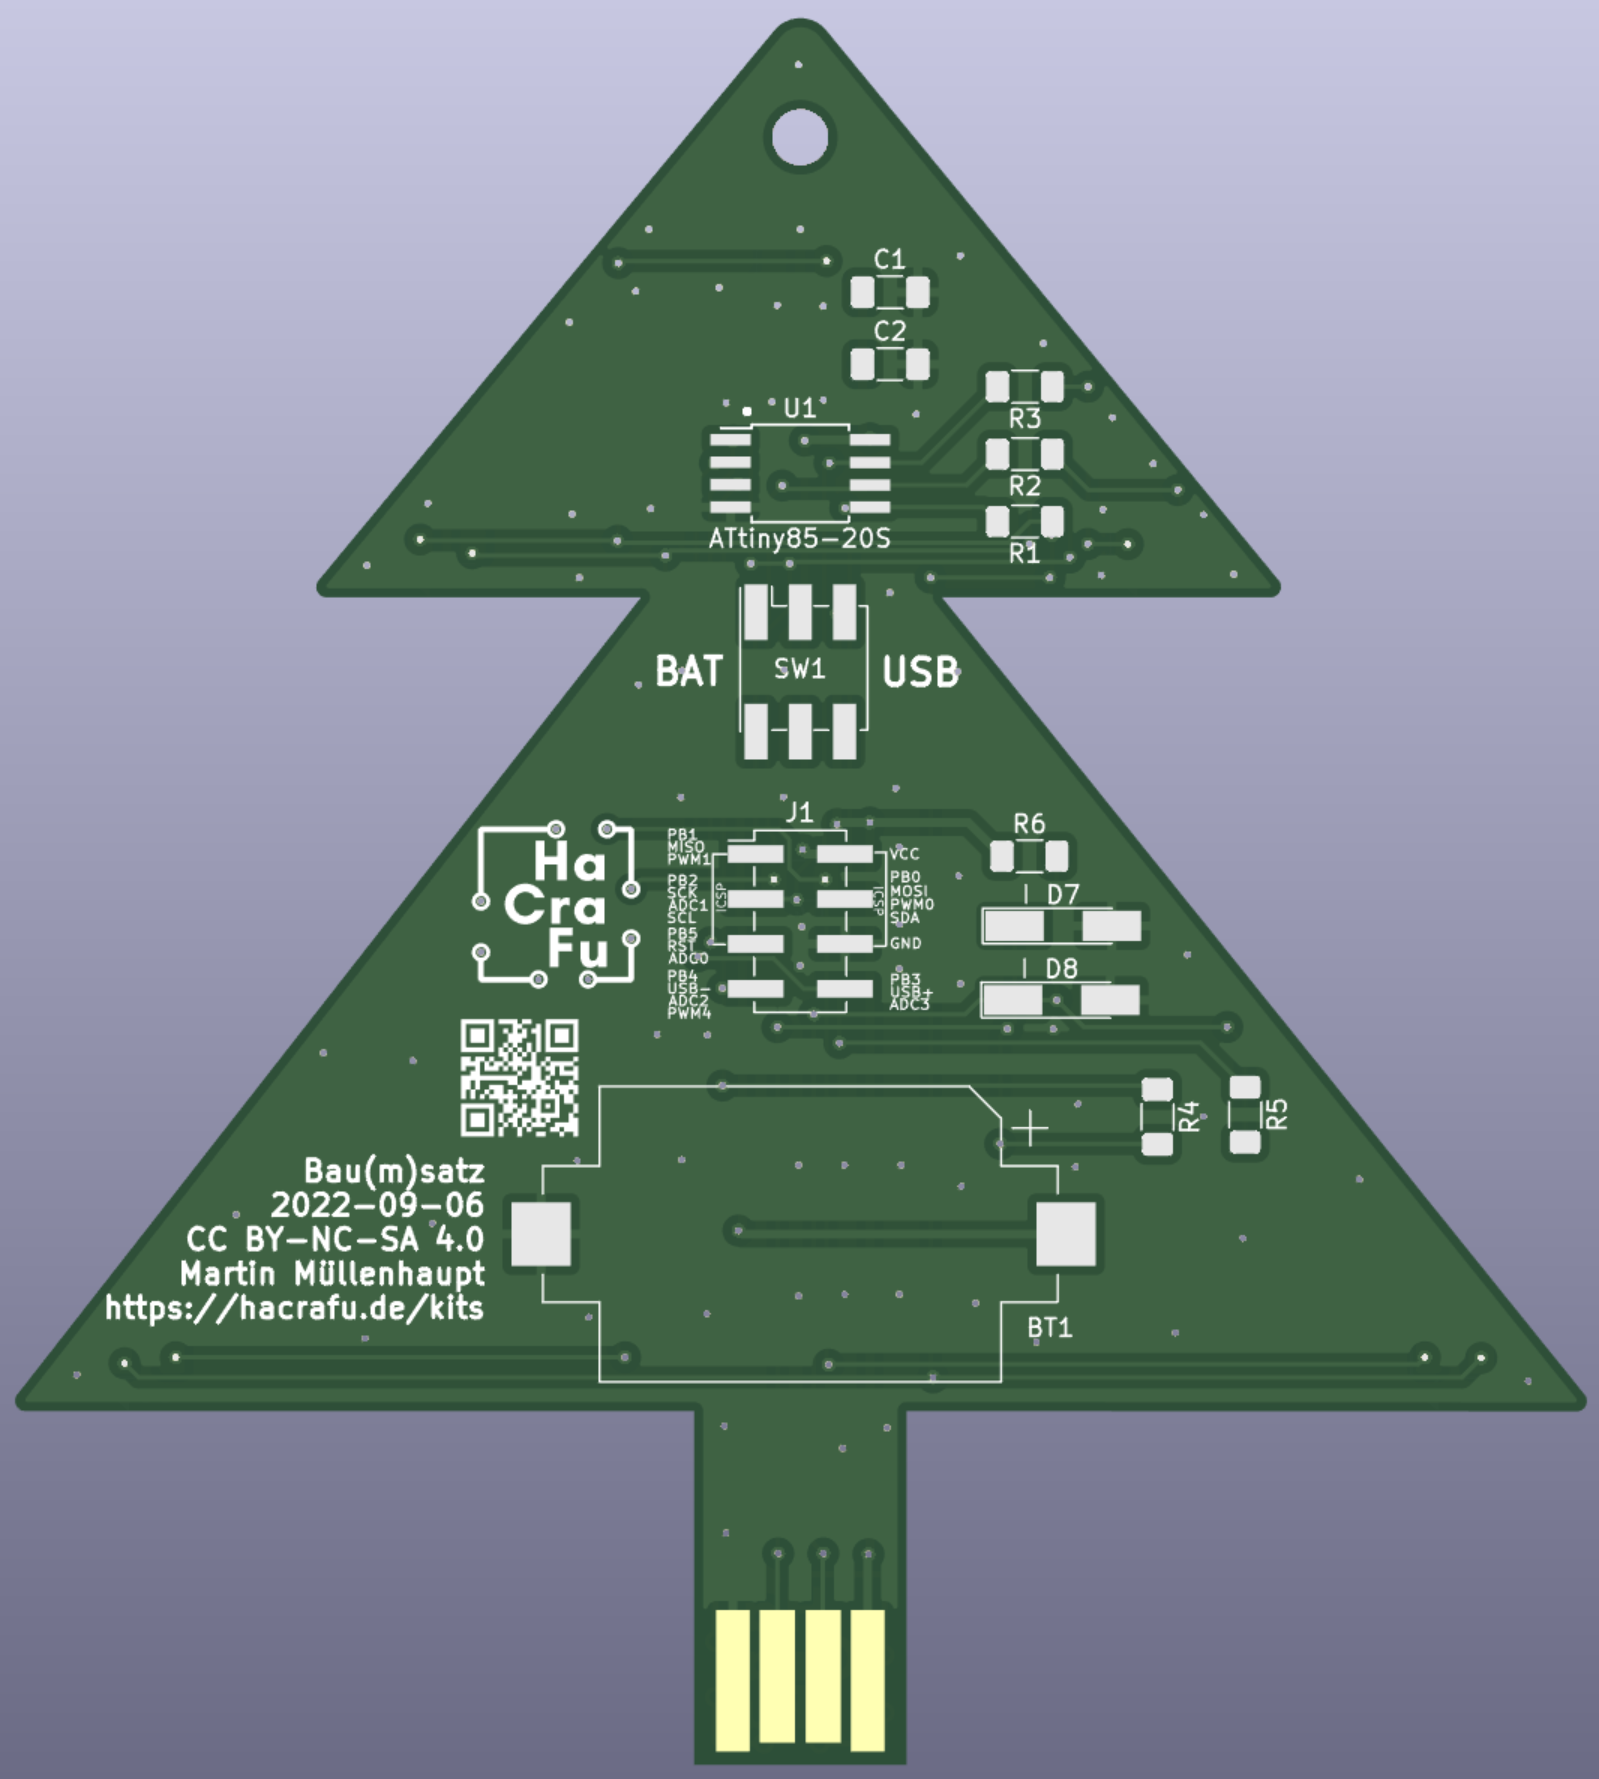 C1
C2
U1
R3
R2
ATtiny85-20S
R1
BAT
SW1
USB
J1
PB1
MISO
PWM1
PB2
SCK
ADC1
SCL
PB5
RST
ADC0
PB4
USB-
ADC2
PWM4
ICSP
VCC
PB0
MOSI
PWM0
SDA
GND
PB3
USB+
ADC3
ICSP
R6
D7
D8
Ha
Cra
Fu
R4
R5
+
Bau(m)satz
2022-09-06
CC BY-NC-SA 4.0
Martin Müllenhaupt
https://hacrafu.de/kits
BT1